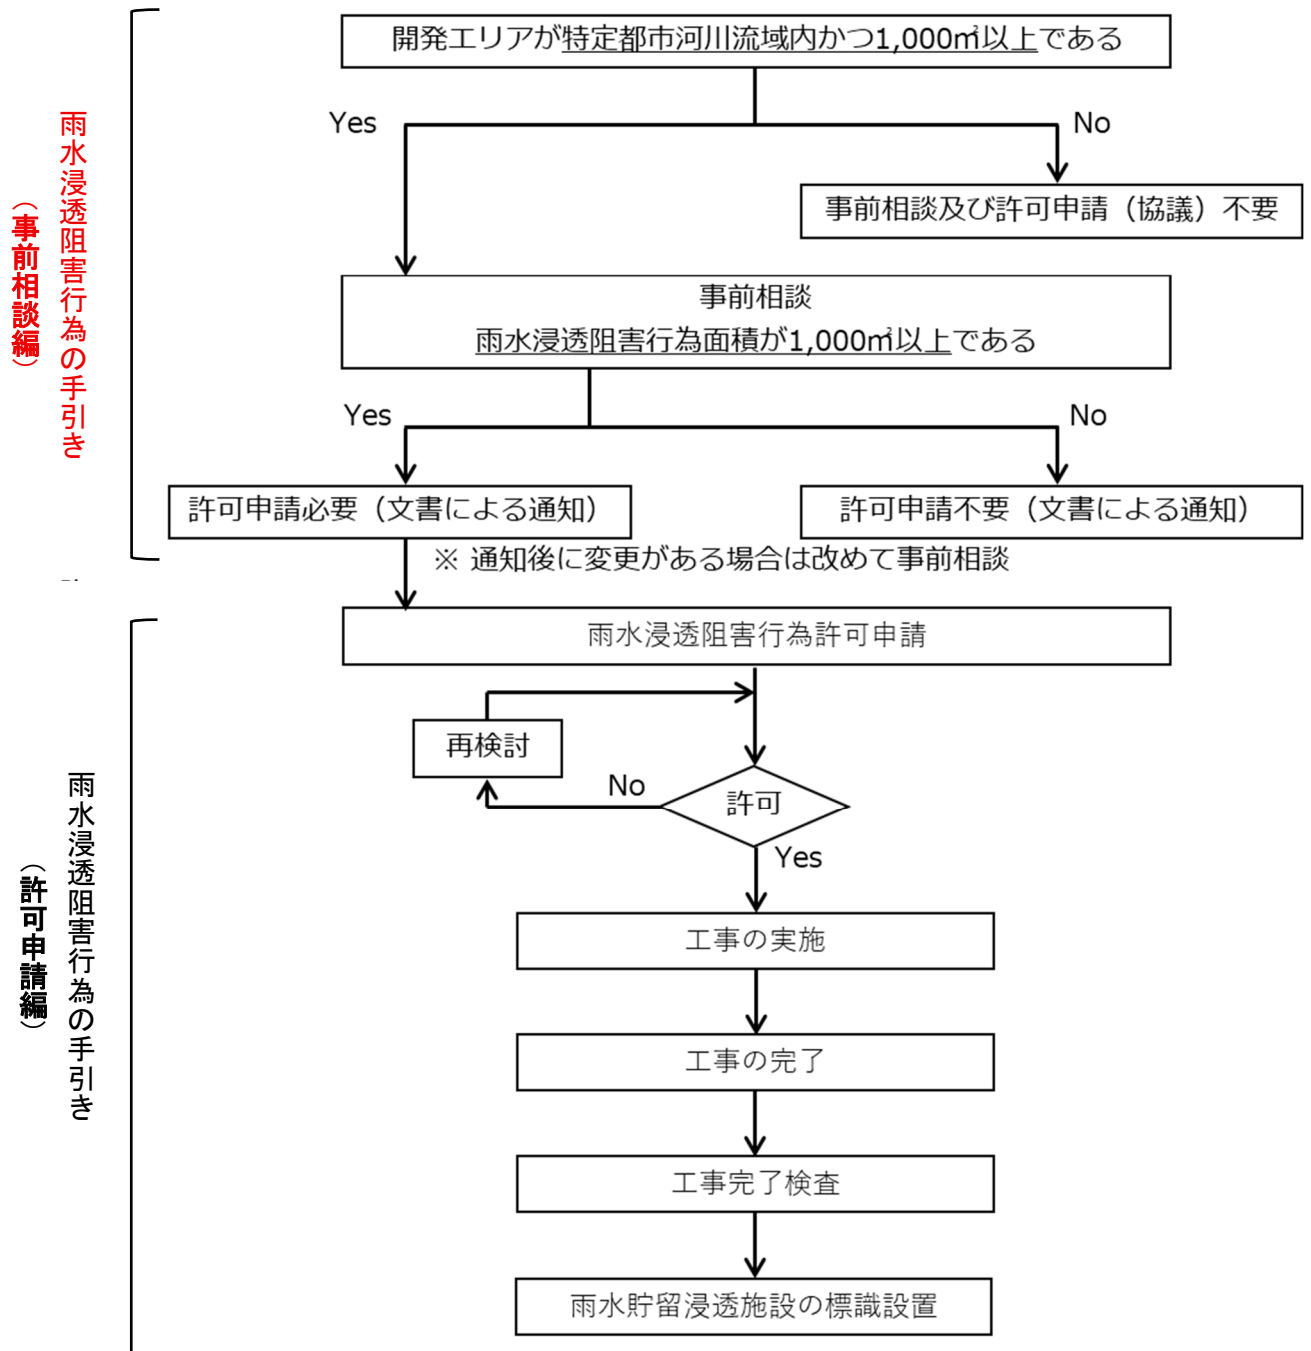 開発エリアが特定都市河川流域内かつ1,000㎡以上である
Yes
No
事前相談及び許可申請（協議）不要
事前相談
雨水浸透阻害行為面積が1,000㎡以上である
Yes
No
許可申請必要（文書による通知）
許可申請不要（文書による通知）
※ 通知後に変更がある場合は改めて事前相談
雨水浸透阻害行為の手引き
（事前相談編）
雨水浸透阻害行為許可申請
再検討
No
許可
Yes
工事の実施
工事の完了
工事完了検査
雨水貯留浸透施設の標識設置
雨水浸透阻害行為の手引き
（許可申請編）